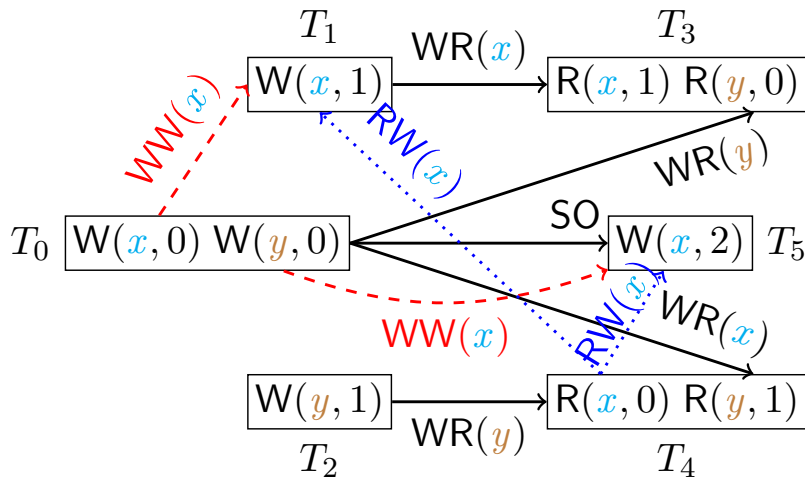 T₁
T₃
WR(x)
W(x, 1)
R(x, 1) R(y, 0)
WW(x)
RW(x)
WR(y)
SO
T₀
W(x, 0) W(y, 0)
W(x, 2)
T₅
RW(x)
WR(x)
WW(x)
W(y, 1)
R(x, 0) R(y, 1)
WR(y)
T₂
T₄